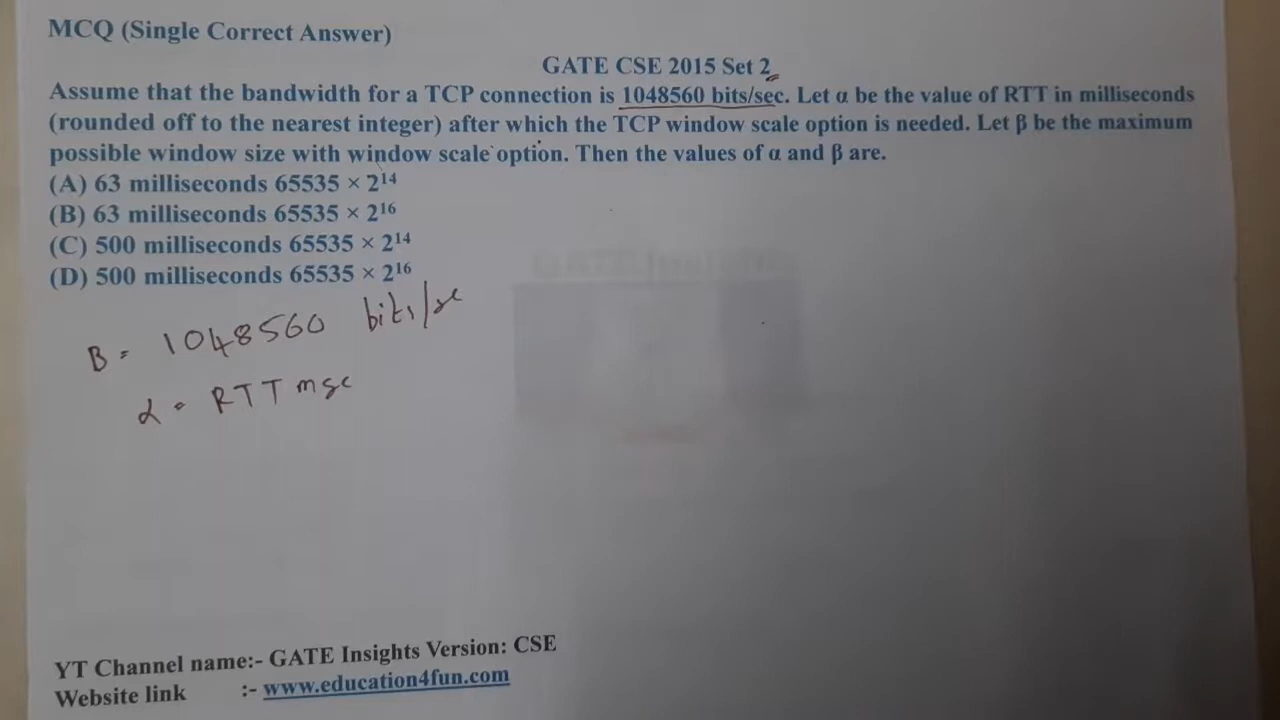 MCQ (Single Correct Answer)
GATE CSE 2015 Set 2
Assume that the bandwidth for a TCP connection is 1048560 bits/sec. Let α be the value of RTT in milliseconds
(rounded off to the nearest integer) after which the TCP window scale option is needed. Let β be the maximum
possible window size with window scale option. Then the values of α and β are.
(A) 63 milliseconds 65535 × 2¹⁴
(B) 63 milliseconds 65535 × 2¹⁶
(C) 500 milliseconds 65535 × 2¹⁴
(D) 500 milliseconds 65535 × 2¹⁶
B = 1048560 bits/se
α = RTT msc
YT Channel name:- GATE Insights Version: CSE
Website link :- www.education4fun.com